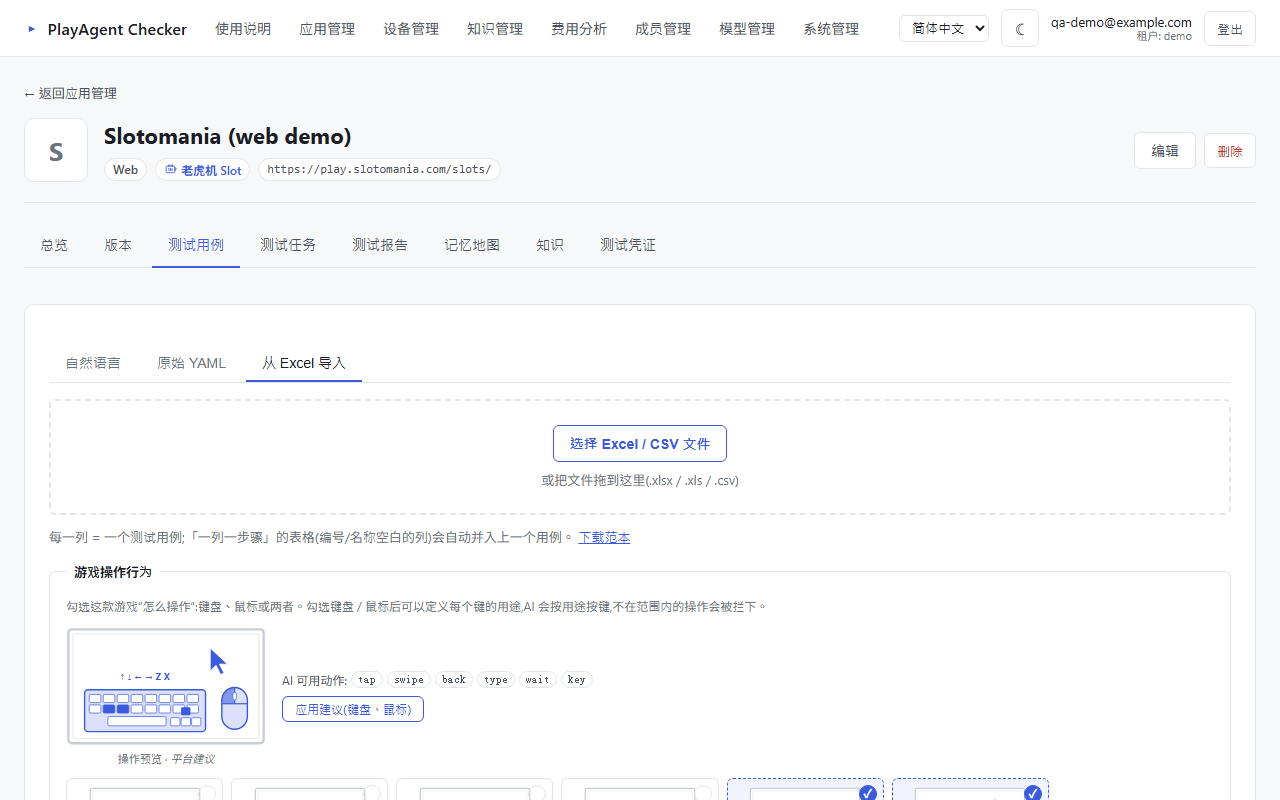 PlayAgent Checker
使用说明 应用管理 设备管理 知识管理 费用分析 成员管理 模型管理 系统管理
简体中文
qa-demo@example.com
租户: demo
登出
← 返回应用管理
S
Slotomania (web demo)
Web 老虎机 Slot https://play.slotomania.com/slots/
编辑 删除
总览 版本 测试用例 测试任务 测试报告 记忆地图 知识 测试凭证
自然语言 原始 YAML 从 Excel 导入
选择 Excel / CSV 文件
或把文件拖到这里(.xlsx / .xls / .csv)
每一列 = 一个测试用例;「一列一步骤」的表格(编号/名称空白的列)会自动并入上一个用例。 下载范本
游戏操作行为
勾选这款游戏"怎么操作":键盘、鼠标或两者。勾选键盘 / 鼠标后可以定义每个键的用途,AI 会按用途按键,不在范围内的操作会被拦下。
↑ ↓ ← → Z X
AI 可用动作: tap swipe back type wait key
应用建议(键盘、鼠标)
操作预览 · 平台建议